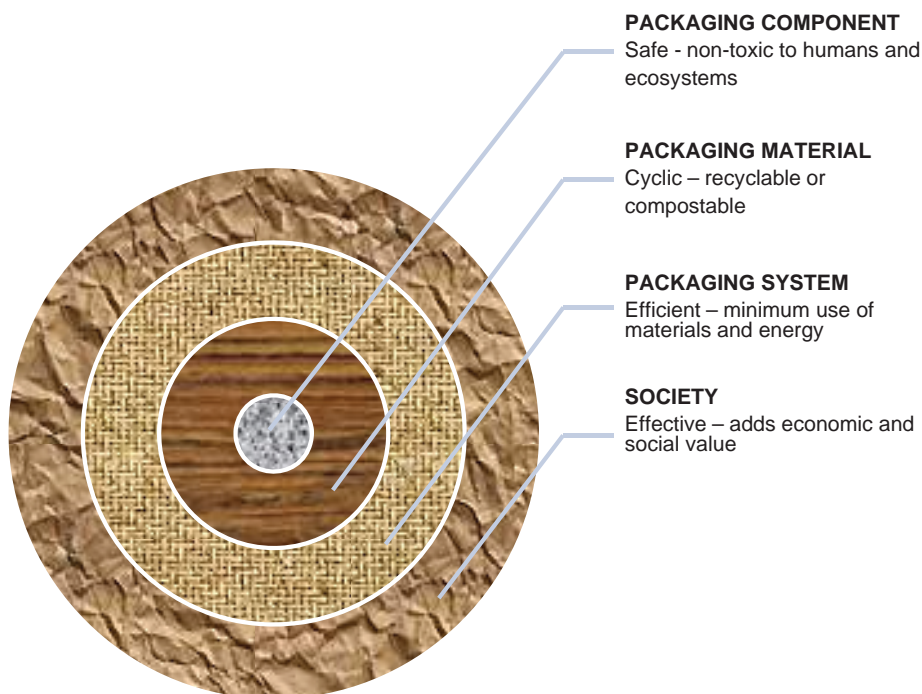 PACKAGING COMPONENT
Safe - non-toxic to humans and
ecosystems
PACKAGING MATERIAL
Cyclic – recyclable or
compostable
PACKAGING SYSTEM
Efficient – minimum use of
materials and energy
SOCIETY
Effective – adds economic and
social value